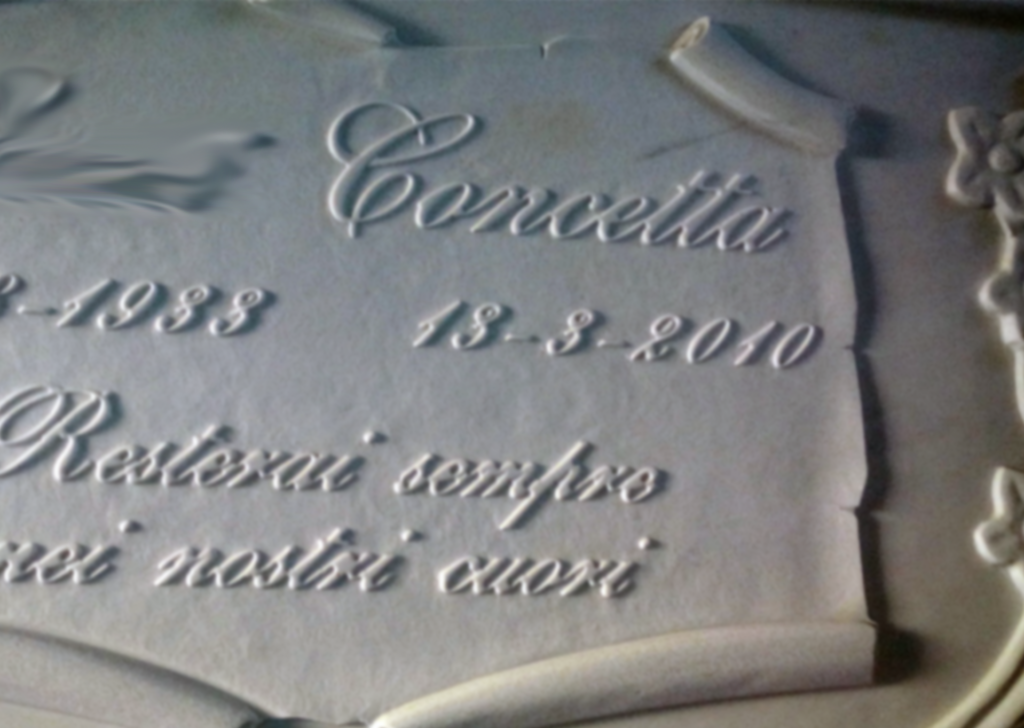 Concetta
-1933 13-3-2010
Resterai sempre
nei nostri cuori